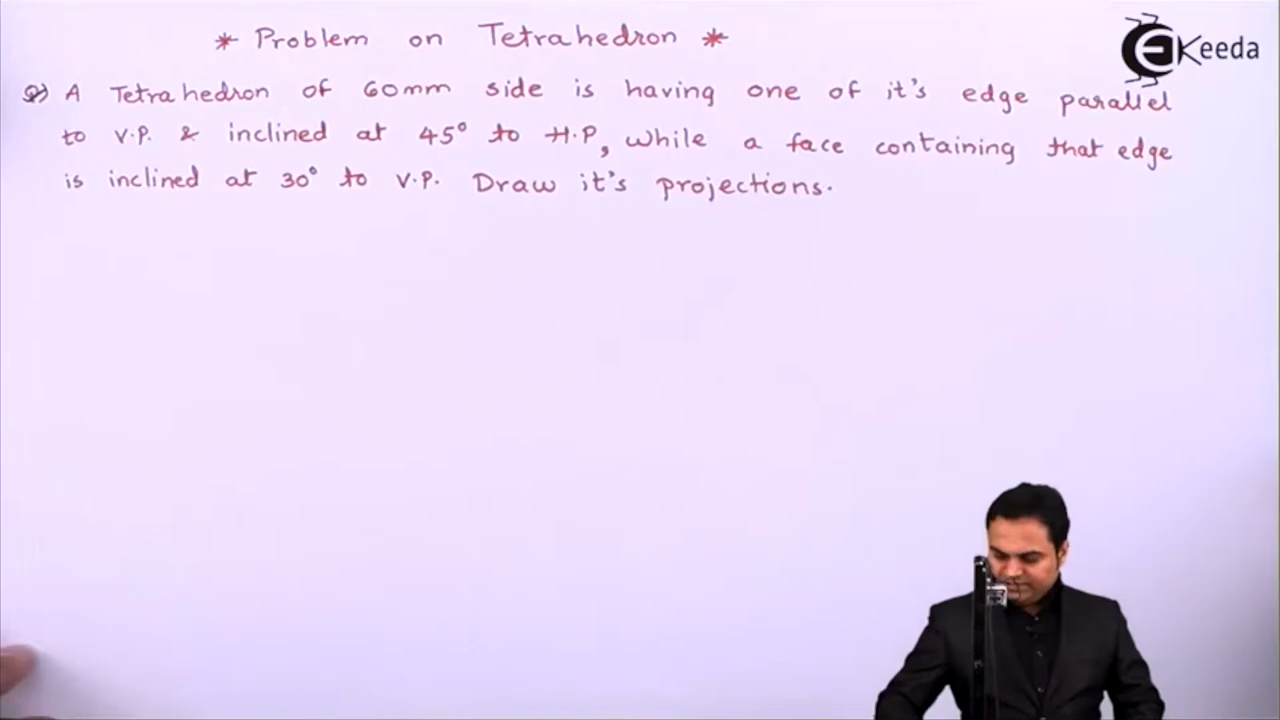 * Problem on Tetrahedron *
Q) A Tetrahedron of 60mm side is having one of it's edge parallel
to V.P. & inclined at 45° to H.P, while a face containing that edge
is inclined at 30° to V.P. Draw it's projections.
EKeeda